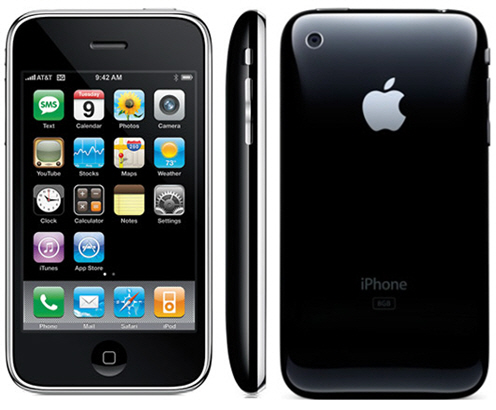 AT&T 3G 9:42 AM
SMS Tuesday 9 280 73°
Text Calendar Photos Camera
YouTube Stocks Maps Weather
Clock Calculator Notes Settings
iTunes App Store
Phone Mail Safari iPod
iPhone
8GB